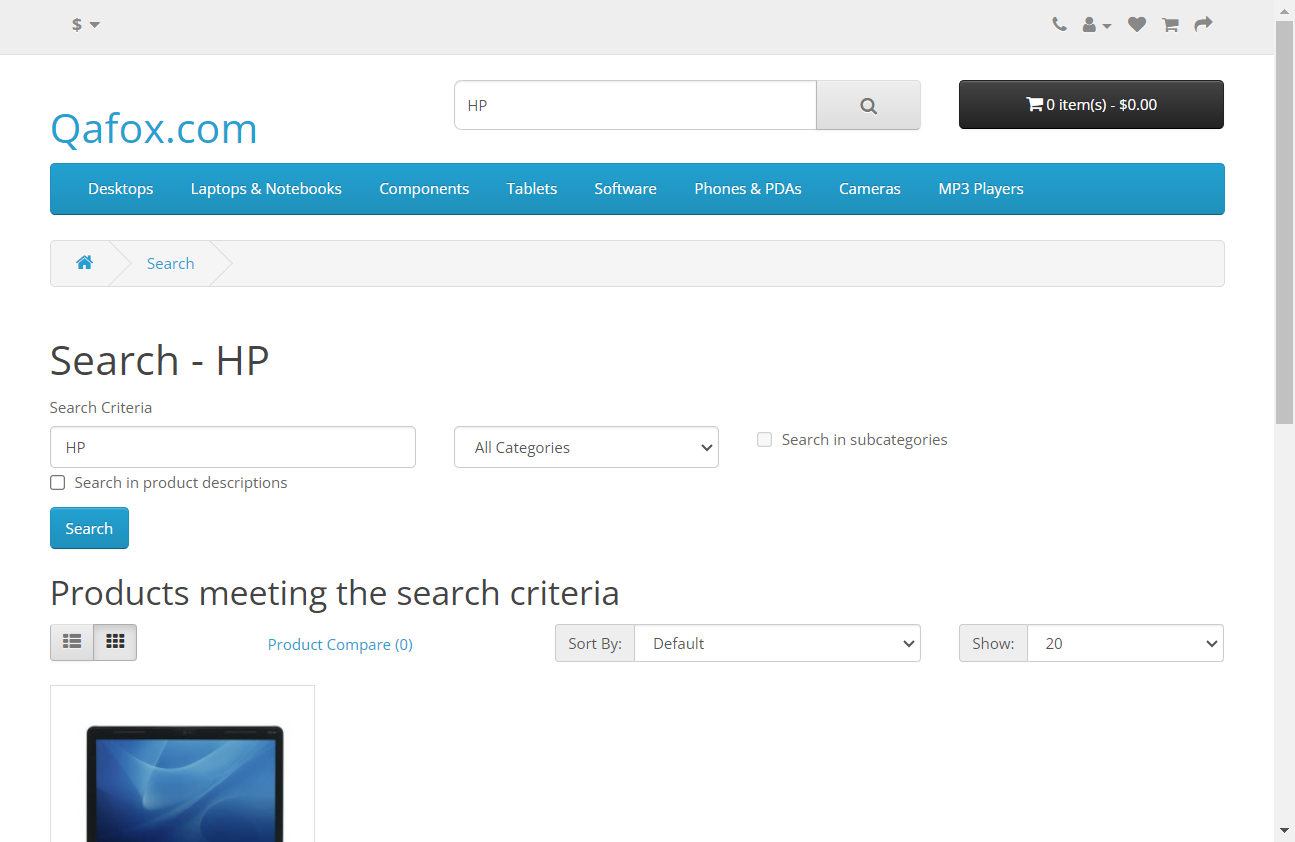 $
HP
0 item(s) - $0.00
Qafox.com
Desktops Laptops & Notebooks Components Tablets Software Phones & PDAs Cameras MP3 Players
Search
Search - HP
Search Criteria
HP
All Categories
Search in subcategories
Search in product descriptions
Search
Products meeting the search criteria
Product Compare (0)
Sort By: Default
Show: 20